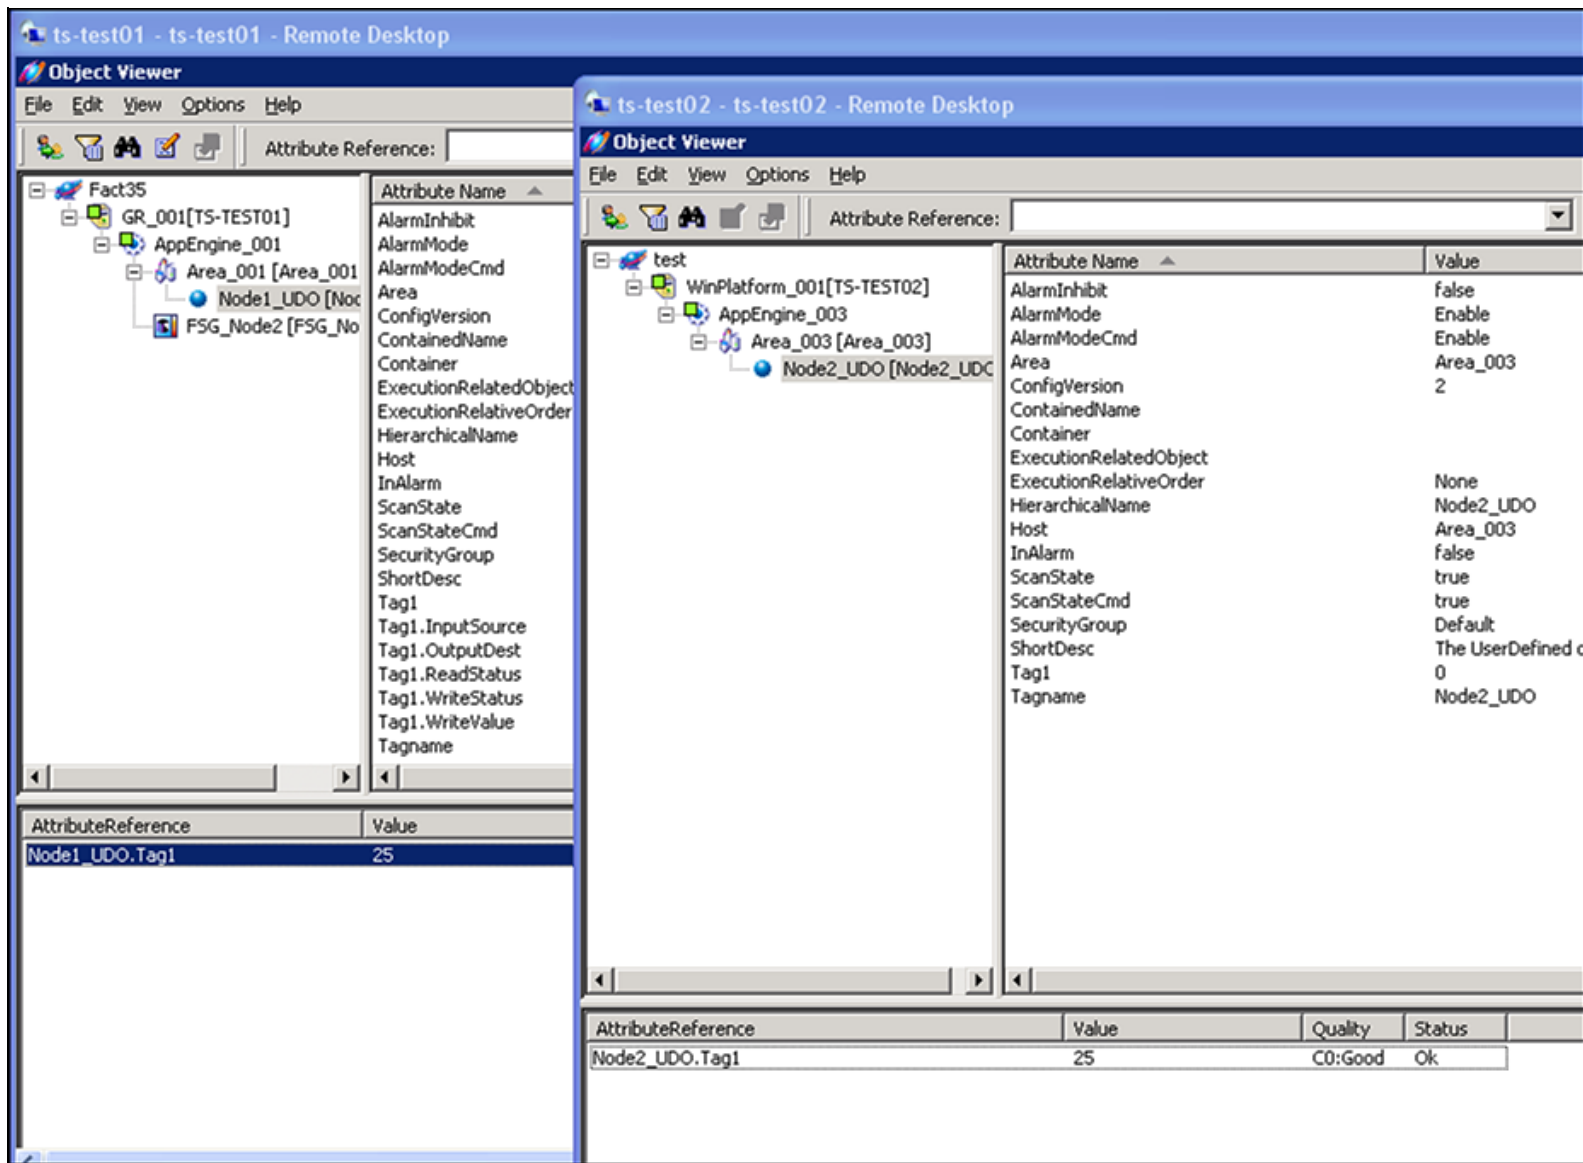 ts-test01 - ts-test01 - Remote Desktop
Object Viewer
File Edit View Options Help
Attribute Reference:
Fact35
GR_001[TS-TEST01]
AppEngine_001
Area_001 [Area_001
Node1_UDO [Noc
FSG_Node2 [FSG_No
Attribute Name
AlarmInhibit
AlarmMode
AlarmModeCmd
Area
ConfigVersion
ContainedName
Container
ExecutionRelatedObject
ExecutionRelativeOrder
HierarchicalName
Host
InAlarm
ScanState
ScanStateCmd
SecurityGroup
ShortDesc
Tag1
Tag1.InputSource
Tag1.OutputDest
Tag1.ReadStatus
Tag1.WriteStatus
Tag1.WriteValue
Tagname
AttributeReference Value
Node1_UDO.Tag1 25
ts-test02 - ts-test02 - Remote Desktop
Object Viewer
File Edit View Options Help
Attribute Reference:
test
WinPlatform_001[TS-TEST02]
AppEngine_003
Area_003 [Area_003]
Node2_UDO [Node2_UDO
Attribute Name Value
AlarmInhibit false
AlarmMode Enable
AlarmModeCmd Enable
Area Area_003
ConfigVersion 2
ContainedName
Container
ExecutionRelatedObject
ExecutionRelativeOrder None
HierarchicalName Node2_UDO
Host Area_003
InAlarm false
ScanState true
ScanStateCmd true
SecurityGroup Default
ShortDesc The UserDefined
Tag1 0
Tagname Node2_UDO
AttributeReference Value Quality Status
Node2_UDO.Tag1 25 C0:Good Ok